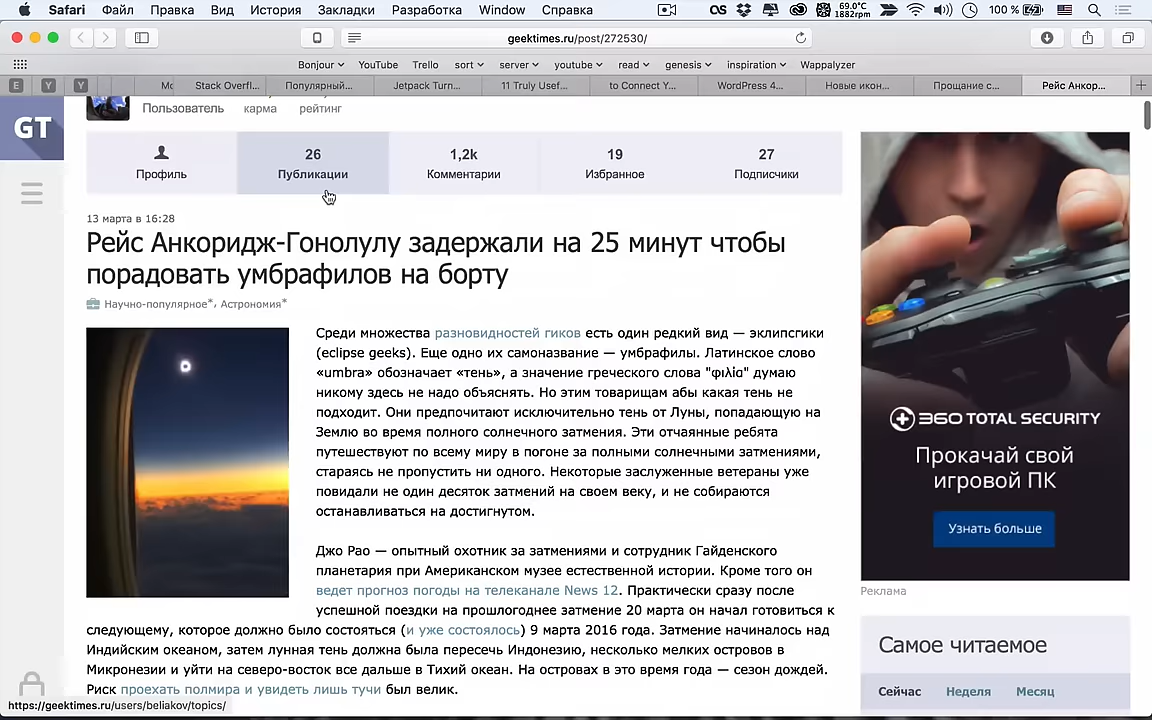 Safari Файл Правка Вид История Закладки Разработка Window Справка 69.0°C 1882rpm 100 %
geektimes.ru/post/272530/
Bonjour YouTube Trello sort server youtube read genesis inspiration Wappalyzer
E Y Y Мс Stack Overfl... Популярный... Jetpack Turn... 11 Truly Usef... to Connect Y... WordPress 4... Новые икон... Прощание с... Рейс Анкор...
GT
Пользователь карма рейтинг
26 1,2k 19 27
Профиль Публикации Комментарии Избранное Подписчики
13 марта в 16:28
Рейс Анкоридж-Гонолулу задержали на 25 минут чтобы
порадовать умбрафилов на борту
Научно-популярное*, Астрономия*
Среди множества разновидностей гиков есть один редкий вид — эклипсгики
(eclipse geeks). Еще одно их самоназвание — умбрафилы. Латинское слово
«umbra» обозначает «тень», а значение греческого слова "φιλία" думаю
никому здесь не надо объяснять. Но этим товарищам абы какая тень не
подходит. Они предпочитают исключительно тень от Луны, попадающую на
Землю во время полного солнечного затмения. Эти отчаянные ребята
путешествуют по всему миру в погоне за полными солнечными затмениями,
стараясь не пропустить ни одного. Некоторые заслуженные ветераны уже
повидали не один десяток затмений на своем веку, и не собираются
останавливаться на достигнутом.
Джо Рао — опытный охотник за затмениями и сотрудник Гайденского
планетария при Американском музее естественной истории. Кроме того он
ведет прогноз погоды на телеканале News 12. Практически сразу после
успешной поездки на прошлогоднее затмение 20 марта он начал готовиться к
следующему, которое должно было состояться (и уже состоялось) 9 марта 2016 года. Затмение начиналось над
Индийским океаном, затем лунная тень должна была пересечь Индонезию, несколько мелких островов в
Микронезии и уйти на северо-восток все дальше в Тихий океан. На островах в это время года — сезон дождей.
Риск проехать полмира и увидеть лишь тучи был велик.
https://geektimes.ru/users/beliakov/topics/
360 TOTAL SECURITY
Прокачай свой
игровой ПК
Узнать больше
Реклама
Самое читаемое
Сейчас Неделя Месяц